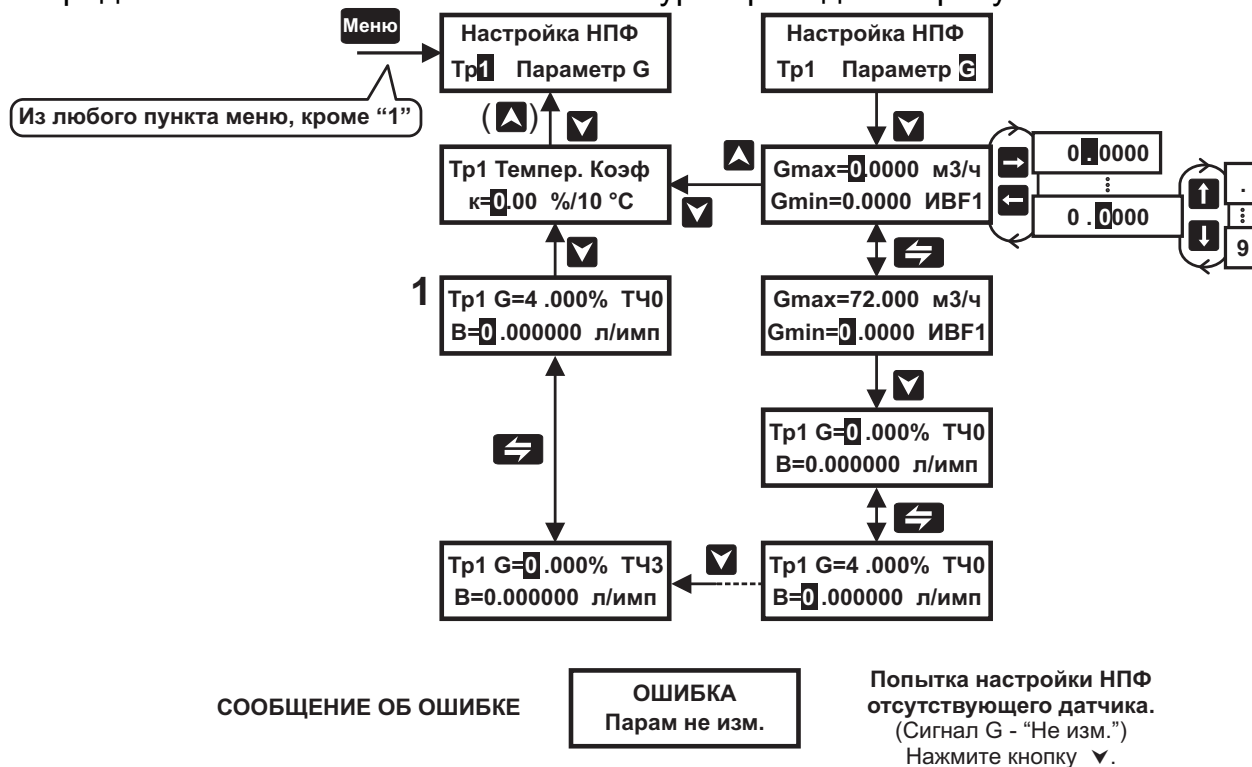 Меню
Настройка НПФ
Тр1 Параметр G
Настройка НПФ
Тр1 Параметр G
Из любого пункта меню, кроме “1”
Тр1 Темпер. Коэф
к=0.00 %/10 °C
Gmax=0.0000 м3/ч
Gmin=0.0000 ИВF1
0.0000
0 . 0000
.
9
1
Тр1 G=4 .000% ТЧ0
В=0 .000000 л/имп
Gmax=72.000 м3/ч
Gmin=0.0000 ИВF1
Тр1 G=0 .000% ТЧ0
В=0.000000 л/имп
Тр1 G=0 .000% ТЧ3
В=0.000000 л/имп
Тр1 G=4 .000% ТЧ0
В=0 .000000 л/имп
СООБЩЕНИЕ ОБ ОШИБКЕ
ОШИБКА
Парам не изм.
Попытка настройки НПФ
отсутствующего датчика.
(Сигнал G - “Не изм.”)
Нажмите кнопку ⮟.